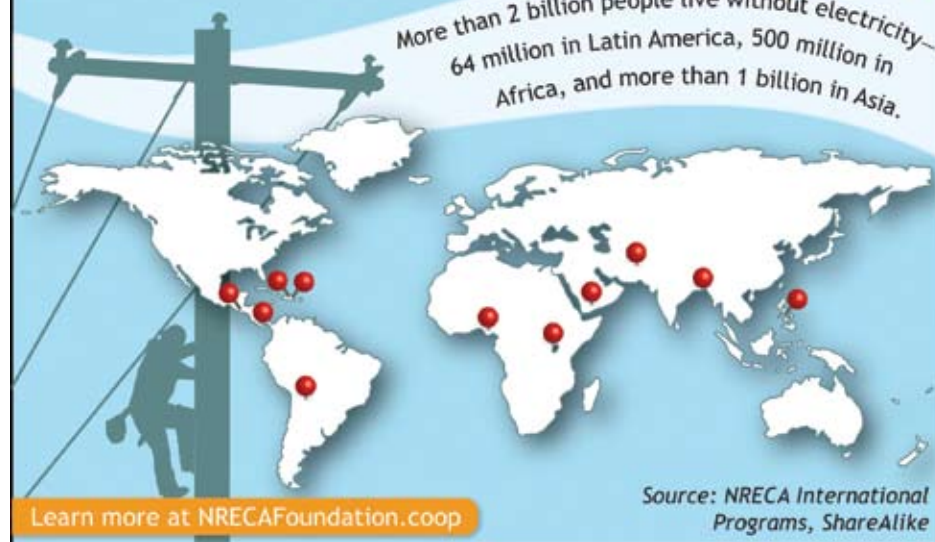 More than 2 billion people live without electricity—
64 million in Latin America, 500 million in
Africa, and more than 1 billion in Asia.
Learn more at NRECAFoundation.coop
Source: NRECA International
Programs, ShareAlike